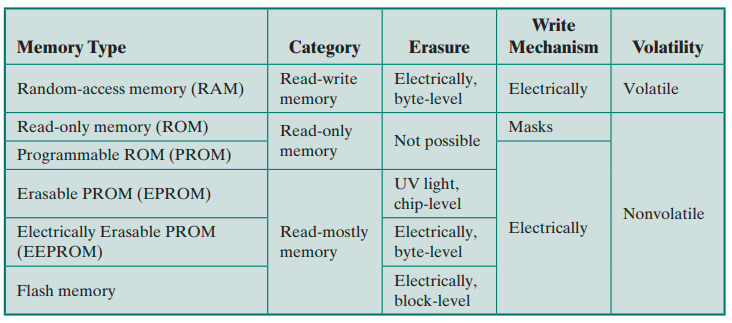 Memory Type Category Erasure Write Mechanism Volatility
Random-access memory (RAM)
Read-write
memory
Electrically,
byte-level
Electrically
Volatile
Read-only memory (ROM)
Read-only
memory
Not possible
Masks
Nonvolatile
Programmable ROM (PROM)
Electrically
Erasable PROM (EPROM)
Read-mostly
memory
UV light,
chip-level
Electrically Erasable PROM
(EEPROM)
Electrically,
byte-level
Flash memory
Electrically,
block-level